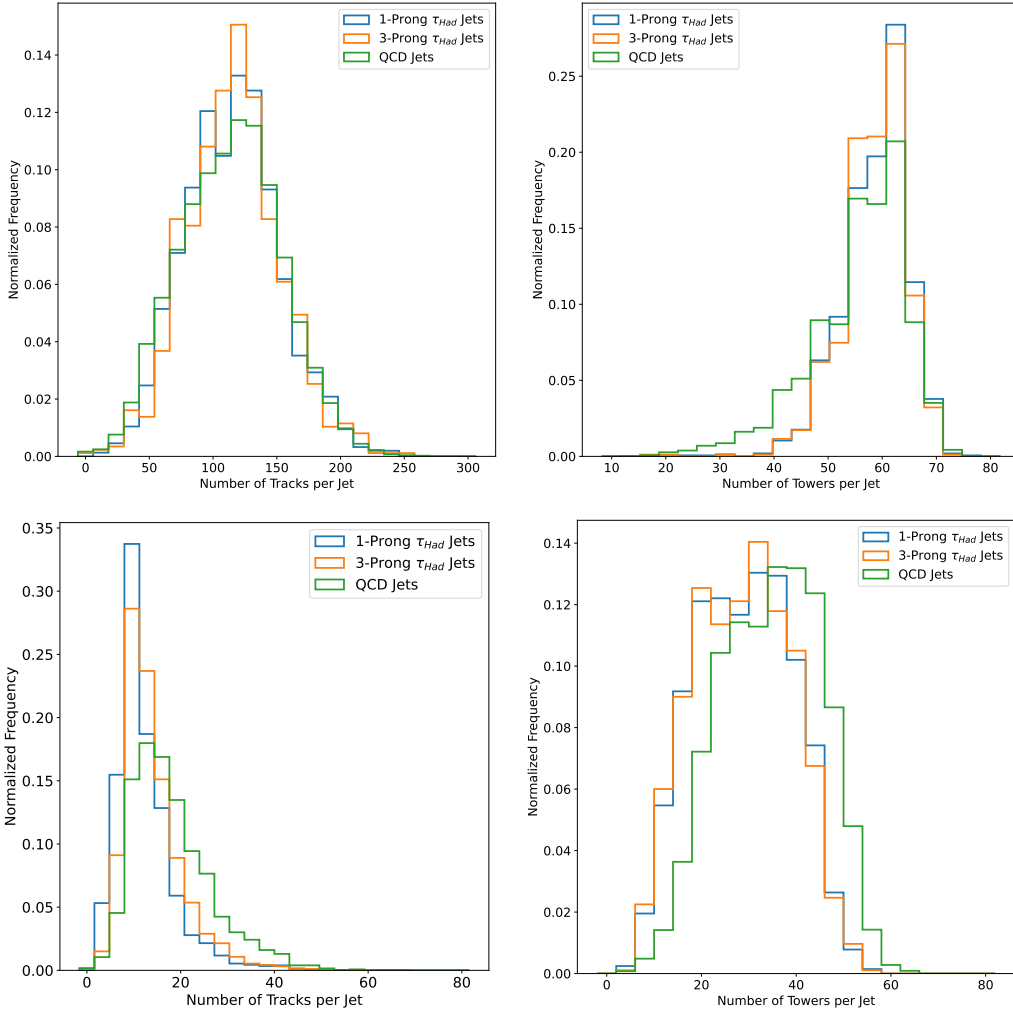 1-Prong τHad Jets
3-Prong τHad Jets
QCD Jets
0.14
0.12
0.10
0.08
0.06
0.04
0.02
0.00
Normalized Frequency
0 50 100 150 200 250 300
Number of Tracks per Jet
1-Prong τHad Jets
3-Prong τHad Jets
QCD Jets
0.25
0.20
0.15
0.10
0.05
0.00
Normalized Frequency
10 20 30 40 50 60 70 80
Number of Towers per Jet
1-Prong τHad Jets
3-Prong τHad Jets
QCD Jets
0.35
0.30
0.25
0.20
0.15
0.10
0.05
0.00
Normalized Frequency
0 20 40 60 80
Number of Tracks per Jet
1-Prong τHad Jets
3-Prong τHad Jets
QCD Jets
0.14
0.12
0.10
0.08
0.06
0.04
0.02
0.00
Normalized Frequency
0 20 40 60 80
Number of Towers per Jet